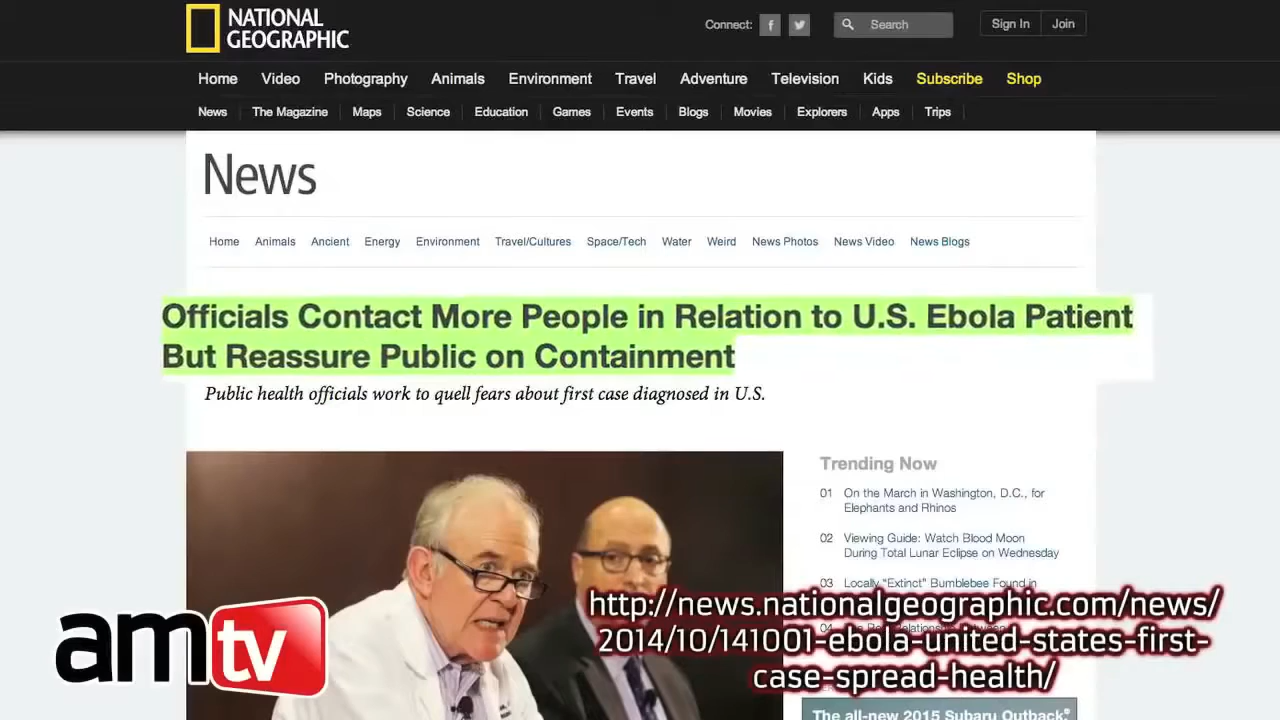 NATIONAL
GEOGRAPHIC
Connect:
Search
Sign In
Join
Home Video Photography Animals Environment Travel Adventure Television Kids Subscribe Shop
News The Magazine Maps Science Education Games Events Blogs Movies Explorers Apps Trips
News
Home Animals Ancient Energy Environment Travel/Cultures Space/Tech Water Weird News Photos News Video News Blogs
Officials Contact More People in Relation to U.S. Ebola Patient
But Reassure Public on Containment
Public health officials work to quell fears about first case diagnosed in U.S.
Trending Now
01 On the March in Washington, D.C., for
Elephants and Rhinos
02 Viewing Guide: Watch Blood Moon
During Total Lunar Eclipse on Wednesday
03 Locally "Extinct" Bumblebee Found in
04
http://news.nationalgeographic.com/news/
2014/10/141001-ebola-united-states-first-
case-spread-health/
The all-new 2015 Subaru Outback.®
amtv